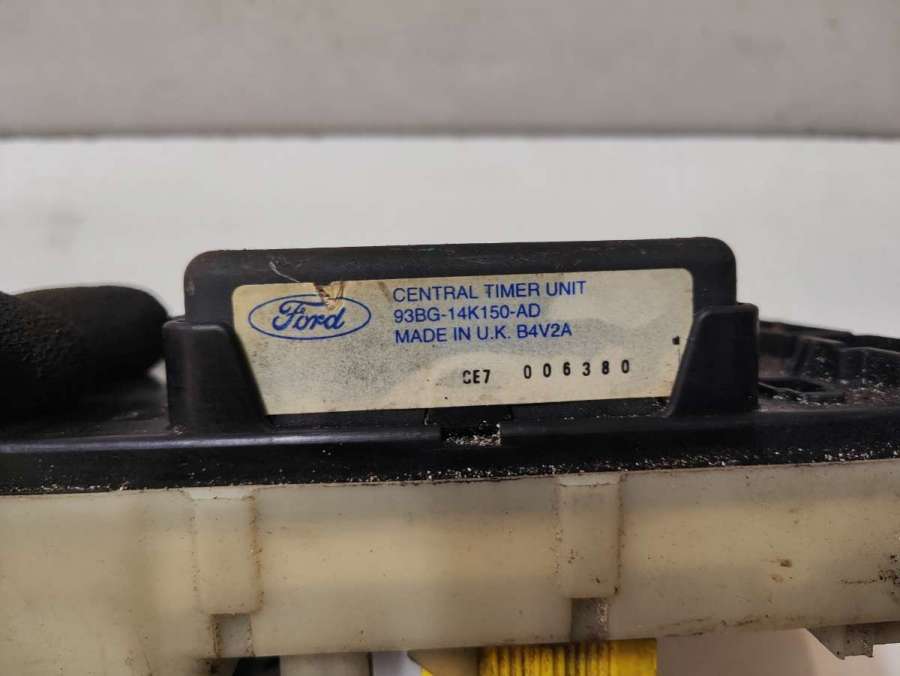 Ford
CENTRAL TIMER UNIT
93BG-14K150-AD
MADE IN U.K. B4V2A
CE7 006380